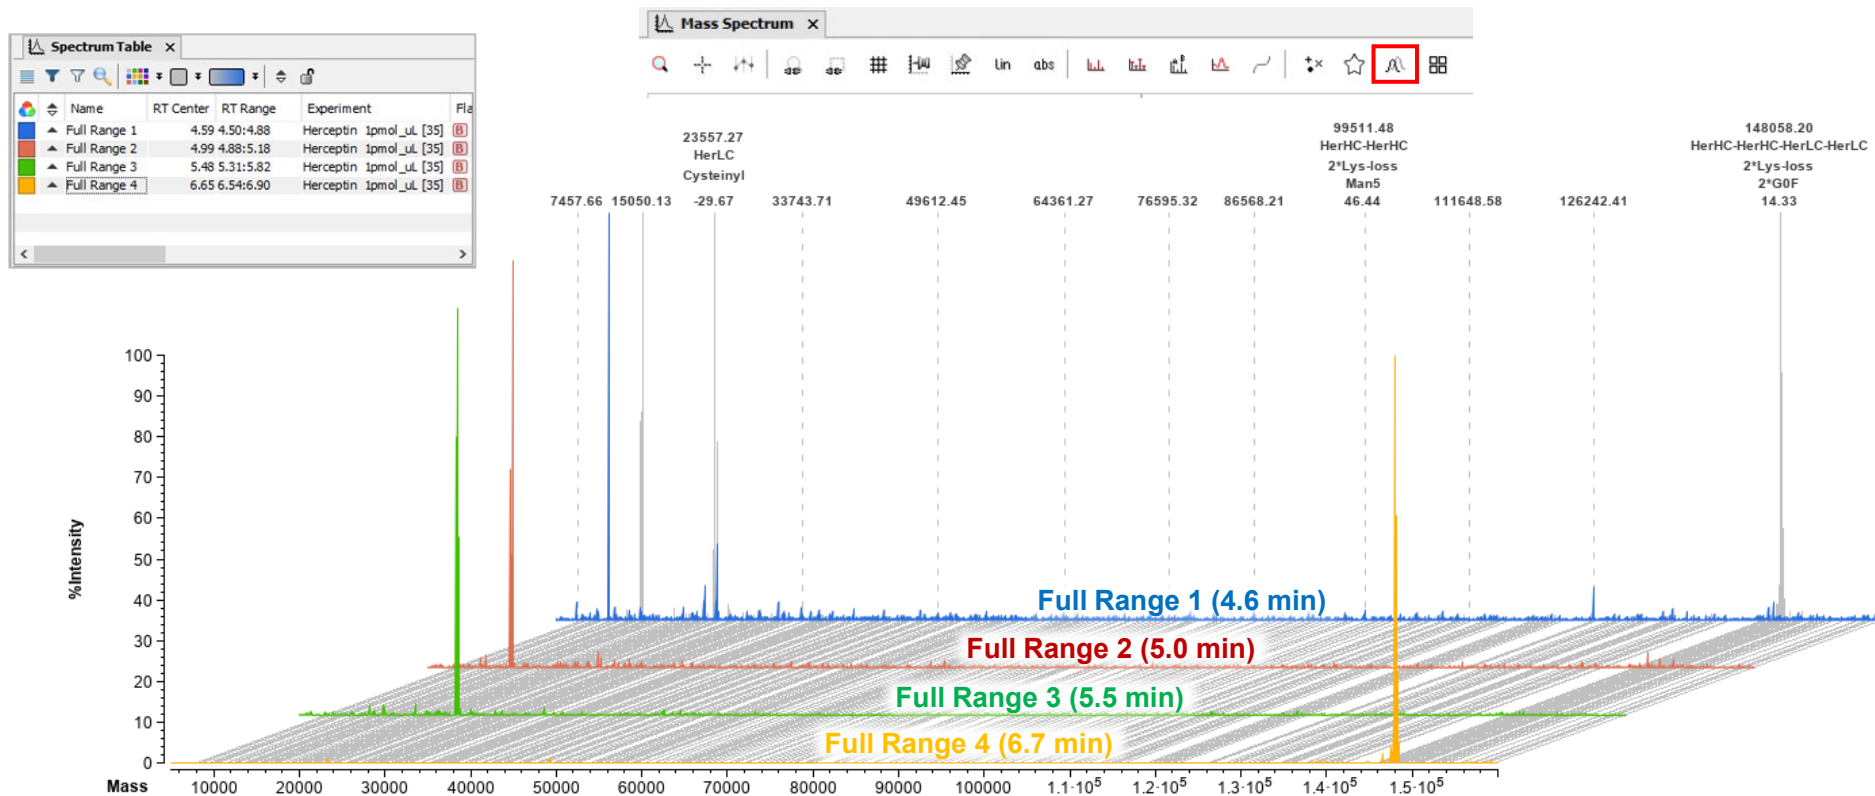 Spectrum Table ×
Name RT Center RT Range Experiment Fla
Full Range 1 4.59 4.50:4.88 Herceptin 1pmol_uL [35] B
Full Range 2 4.99 4.88:5.18 Herceptin 1pmol_uL [35] B
Full Range 3 5.48 5.31:5.82 Herceptin 1pmol_uL [35] B
Full Range 4 6.65 6.54:6.90 Herceptin 1pmol_uL [35] B
Mass Spectrum ×
lin abs
23557.27
HerLC
Cysteinyl
99511.48
HerHC-HerHC
2*Lys-loss
Man5
148058.20
HerHC-HerHC-HerLC-HerLC
2*Lys-loss
2*G0F
7457.66 15050.13 -29.67 33743.71 49612.45 64361.27 76595.32 86568.21 46.44 111648.58 126242.41 14.33
100
90
80
70
60
50
40
30
20
10
0
%Intensity
Full Range 1 (4.6 min)
Full Range 2 (5.0 min)
Full Range 3 (5.5 min)
Full Range 4 (6.7 min)
Mass 10000 20000 30000 40000 50000 60000 70000 80000 90000 100000 1.1·10⁵ 1.2·10⁵ 1.3·10⁵ 1.4·10⁵ 1.5·10⁵